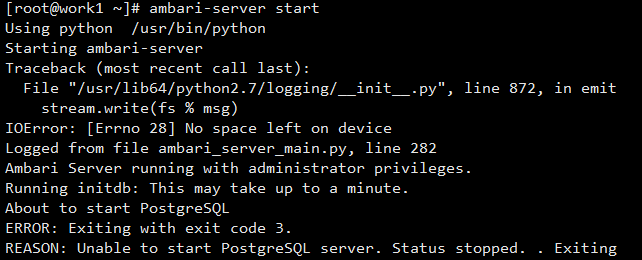 [root@work1 ~]# ambari-server start
Using python  /usr/bin/python
Starting ambari-server
Traceback (most recent call last):
  File "/usr/lib64/python2.7/logging/__init__.py", line 872, in emit
    stream.write(fs % msg)
IOError: [Errno 28] No space left on device
Logged from file ambari_server_main.py, line 282
Ambari Server running with administrator privileges.
Running initdb: This may take up to a minute.
About to start PostgreSQL
ERROR: Exiting with exit code 3.
REASON: Unable to start PostgreSQL server. Status stopped. . Exiting